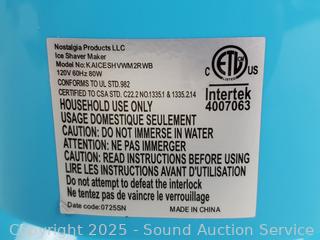 Nostalgia Products LLC
Ice Shaver Maker
Model No:KAICESHVWM2RWB
120V 60Hz 80W
CONFORMS TO UL STD.982
CERTIFIED TO CSA STD. C22.2 NO.1335.1 & 1335.2.14
C ETL US
LISTED
Intertek
4007063
HOUSEHOLD USE ONLY
USAGE DOMESTIQUE SEULEMENT
CAUTION: DO NOT IMMERSE IN WATER
ATTENTION: NE PAS IMMERGER
CAUTION: READ INSTRUCTIONS BEFORE USING
LIRE LES INSTRUCTIONS AVANT D'UTILISATION
Do not attempt to defeat the interlock
Ne tentez pas de vaincre le verrouillage
Date code:0725SN MADE IN CHINA
Copyright 2025 - Sound Auction Service